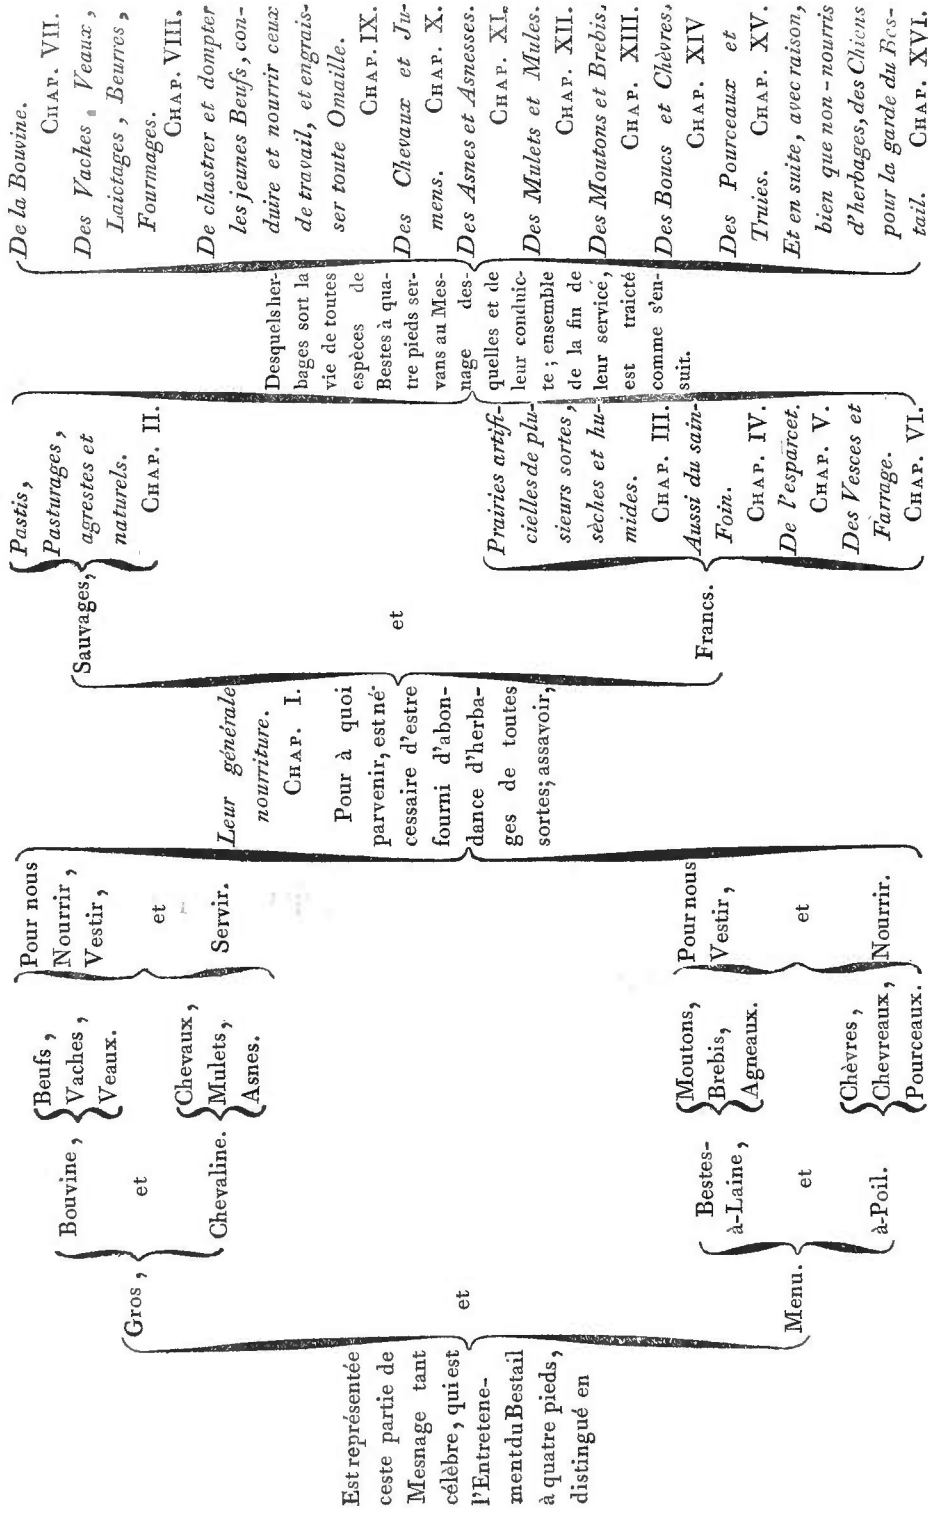 Est représentée
ceste partie de
Mesnage tant
célèbre, qui est
l'Entretene-
ment du Bestail
à quatre pieds,
distingué en
Gros,
et
Menu.
Bouvine,
et
Chevaline.
Beufs,
Vaches,
Veaux.
Chevaux,
Mulets,
Asnes.
Pour nous
Nourrir,
Vestir,
et
Servir.
Bestes-
à-Laine,
et
à-Poil.
Moutons,
Brebis,
Agneaux.
Chèvres,
Chevreaux,
Pourceaux.
Pour nous
Vestir,
et
Nourrir.
Leur générale
nourriture.
CHAP. I.
Pour à quoi
parvenir, est né-
cessaire d'estre
fourni d'abon-
dance d'herba-
ges de toutes
sortes; assavoir,
Sauvages,
et
Francs.
Pastis,
Pasturages,
agrestes et
naturels.
CHAP. II.
Prairies artifi-
cielles de plu-
sieurs sortes,
sèches et hu-
mides.
CHAP. III.
Aussi du sain-
Foin.
CHAP. IV.
De l'esparcet.
CHAP. V.
Des Vesces et
Farrage.
CHAP. VI.
Desquels her-
bages sort la
vie de toutes
espèces de
Bestes à qua-
tre pieds ser-
vans au Mes-
nage des-
quelles et de
leur conduic-
te; ensemble
de la fin de
leur servicé,
est traicté
comme s'en-
suit.
De la Bouvine.
CHAP. VII.
Des Vaches Veaux,
Laictages, Beurres,
Fourmages.
CHAP. VIII.
De chastrer et dompter
les jeunes Beufs, con-
duire et nourrir ceux
de travail, et engrais-
ser toute Omaille.
CHAP. IX.
Des Chevaux et Ju-
mens. CHAP. X.
Des Asnes et Asnesses.
CHAP. XI.
Des Mulets et Mules.
CHAP. XII.
Des Moutons et Brebis.
CHAP. XIII.
Des Boucs et Chèvres.
CHAP. XIV
Des Pourceaux et
Truies. CHAP. XV.
Et en suite, avec raison,
bien que non-nourris
d'herbages, des Chiens
pour la garde du Bes-
tail. CHAP. XVI.